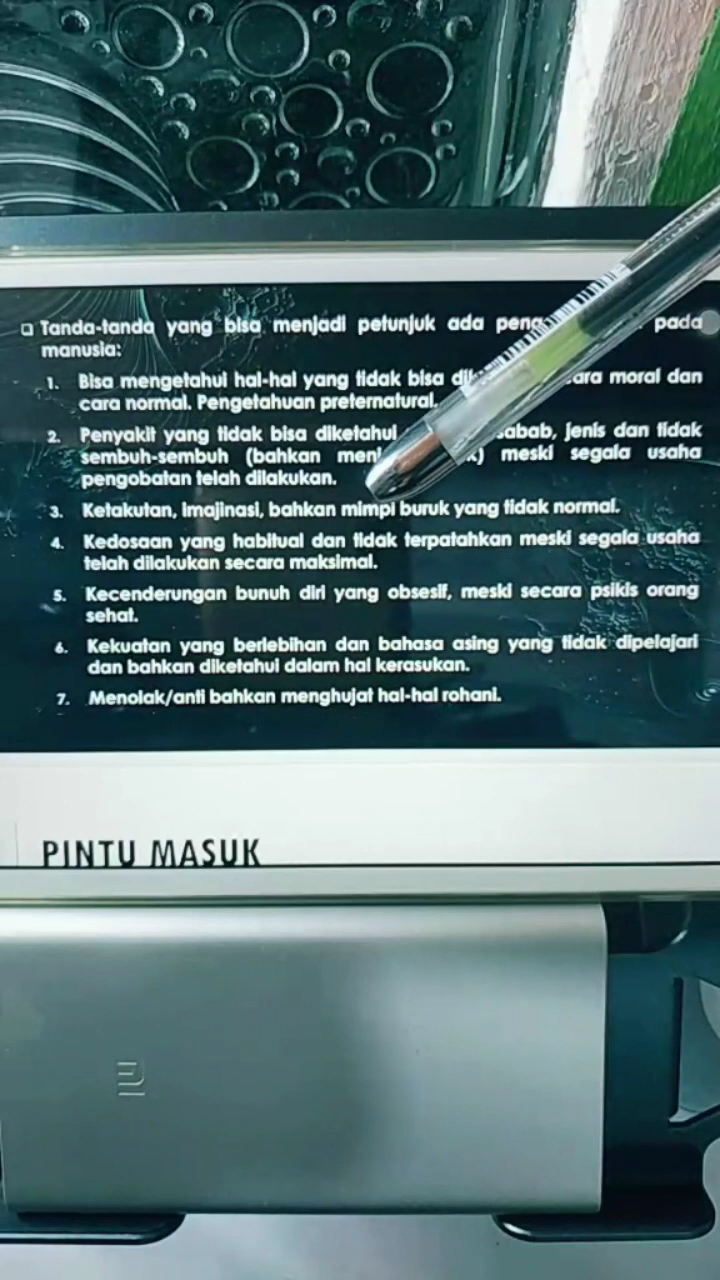 ❑ Tanda-tanda yang bisa menjadi petunjuk ada pada
manusia:
1. Bisa mengetahui hal-hal yang tidak bisa moral dan
cara normal. Pengetahuan preternatural.
2. Penyakit yang tidak bisa diketahui jenis dan tidak
sembuh-sembuh (bahkan meski segala usaha
pengobatan telah dilakukan.
3. Ketakutan, imajinasi, bahkan mimpi buruk yang tidak normal.
4. Kedosaan yang habitual dan tidak terpatahkan meski segala usaha
telah dilakukan secara maksimal.
5. Kecenderungan bunuh diri yang obsesif, meski secara psikis orang
sehat.
6. Kekuatan yang berlebihan dan bahasa asing yang tidak dipelajari
dan bahkan diketahui dalam hal kerasukan.
7. Menolak/anti bahkan menghujat hal-hal rohani.
PINTU MASUK